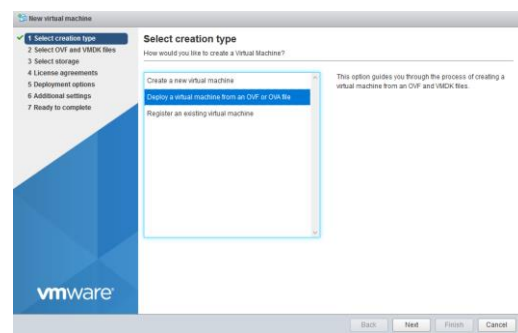 New virtual machine
1 Select creation type
2 Select OVF and VMDK files
3 Select storage
4 License agreements
5 Deployment options
6 Additional settings
7 Ready to complete
Select creation type
How would you like to create a Virtual Machine?
Create a new virtual machine
Deploy a virtual machine from an OVF or OVA file
Register an existing virtual machine
This option guides you through the process of creating a
virtual machine from an OVF and VMDK files.
vmware
Back Next Finish Cancel